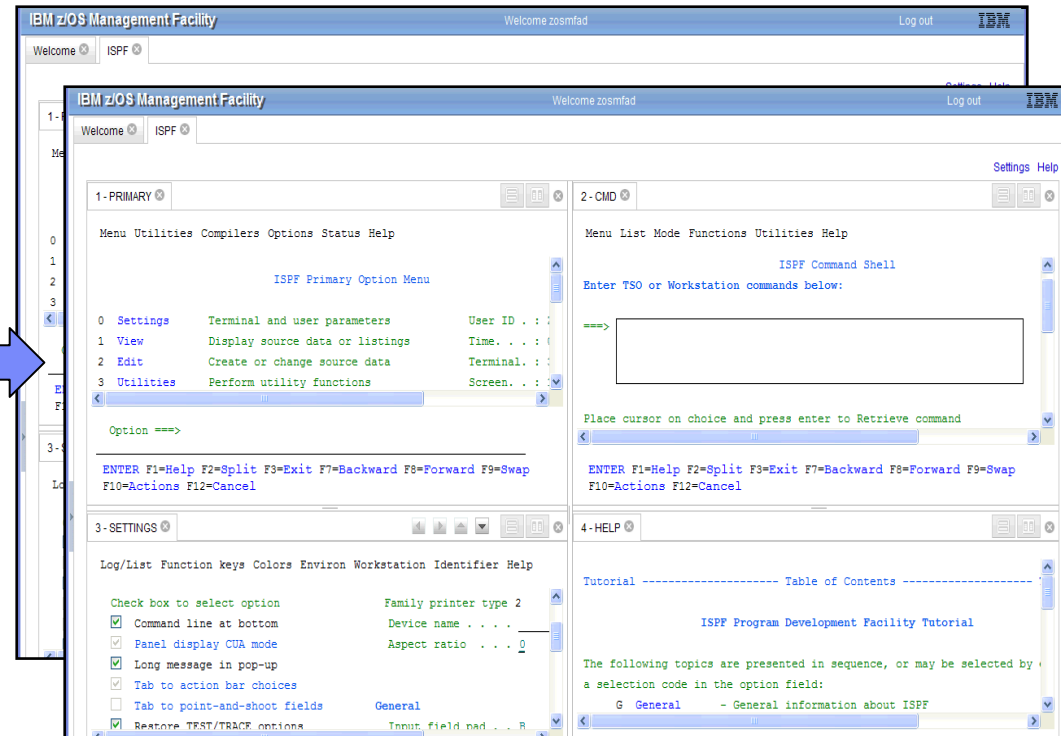 IBM z/OS Management Facility Welcome zosmfad Log out IBM
Welcome ISPF
Me
0
1
2
3
3 - S
Lo
IBM z/OS Management Facility Welcome zosmfad Log out IBM
Welcome ISPF
Settings Help
1 - PRIMARY
Menu Utilities Compilers Options Status Help
ISPF Primary Option Menu
0 Settings Terminal and user parameters User ID . :
1 View Display source data or listings Time. . . :
2 Edit Create or change source data Terminal. :
3 Utilities Perform utility functions Screen. . :
Option ===>
ENTER F1=Help F2=Split F3=Exit F7=Backward F8=Forward F9=Swap
F10=Actions F12=Cancel
2 - CMD
Menu List Mode Functions Utilities Help
ISPF Command Shell
Enter TSO or Workstation commands below:
===>
Place cursor on choice and press enter to Retrieve command
ENTER F1=Help F2=Split F3=Exit F7=Backward F8=Forward F9=Swap
F10=Actions F12=Cancel
3 - SETTINGS
Log/List Function keys Colors Environ Workstation Identifier Help
Check box to select option Family printer type 2
Command line at bottom Device name . . . .
Panel display CUA mode Aspect ratio . . . 0
Long message in pop-up
Tab to action bar choices
Tab to point-and-shoot fields General
Restore TEST/TRACE options Input field pad . . B
4 - HELP
Tutorial --------------------- Table of Contents --------------------
ISPF Program Development Facility Tutorial
The following topics are presented in sequence, or may be selected by
a selection code in the option field:
G General - General information about ISPF